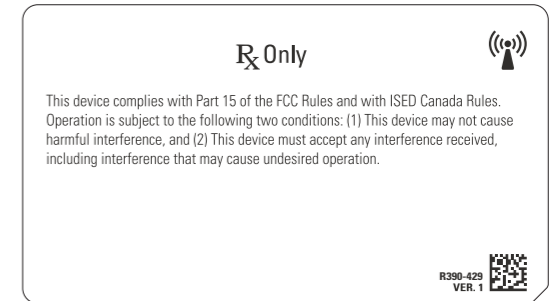 ℞ Only
This device complies with Part 15 of the FCC Rules and with ISED Canada Rules.
Operation is subject to the following two conditions: (1) This device may not cause
harmful interference, and (2) This device must accept any interference received,
including interference that may cause undesired operation.
R390-429
VER. 1